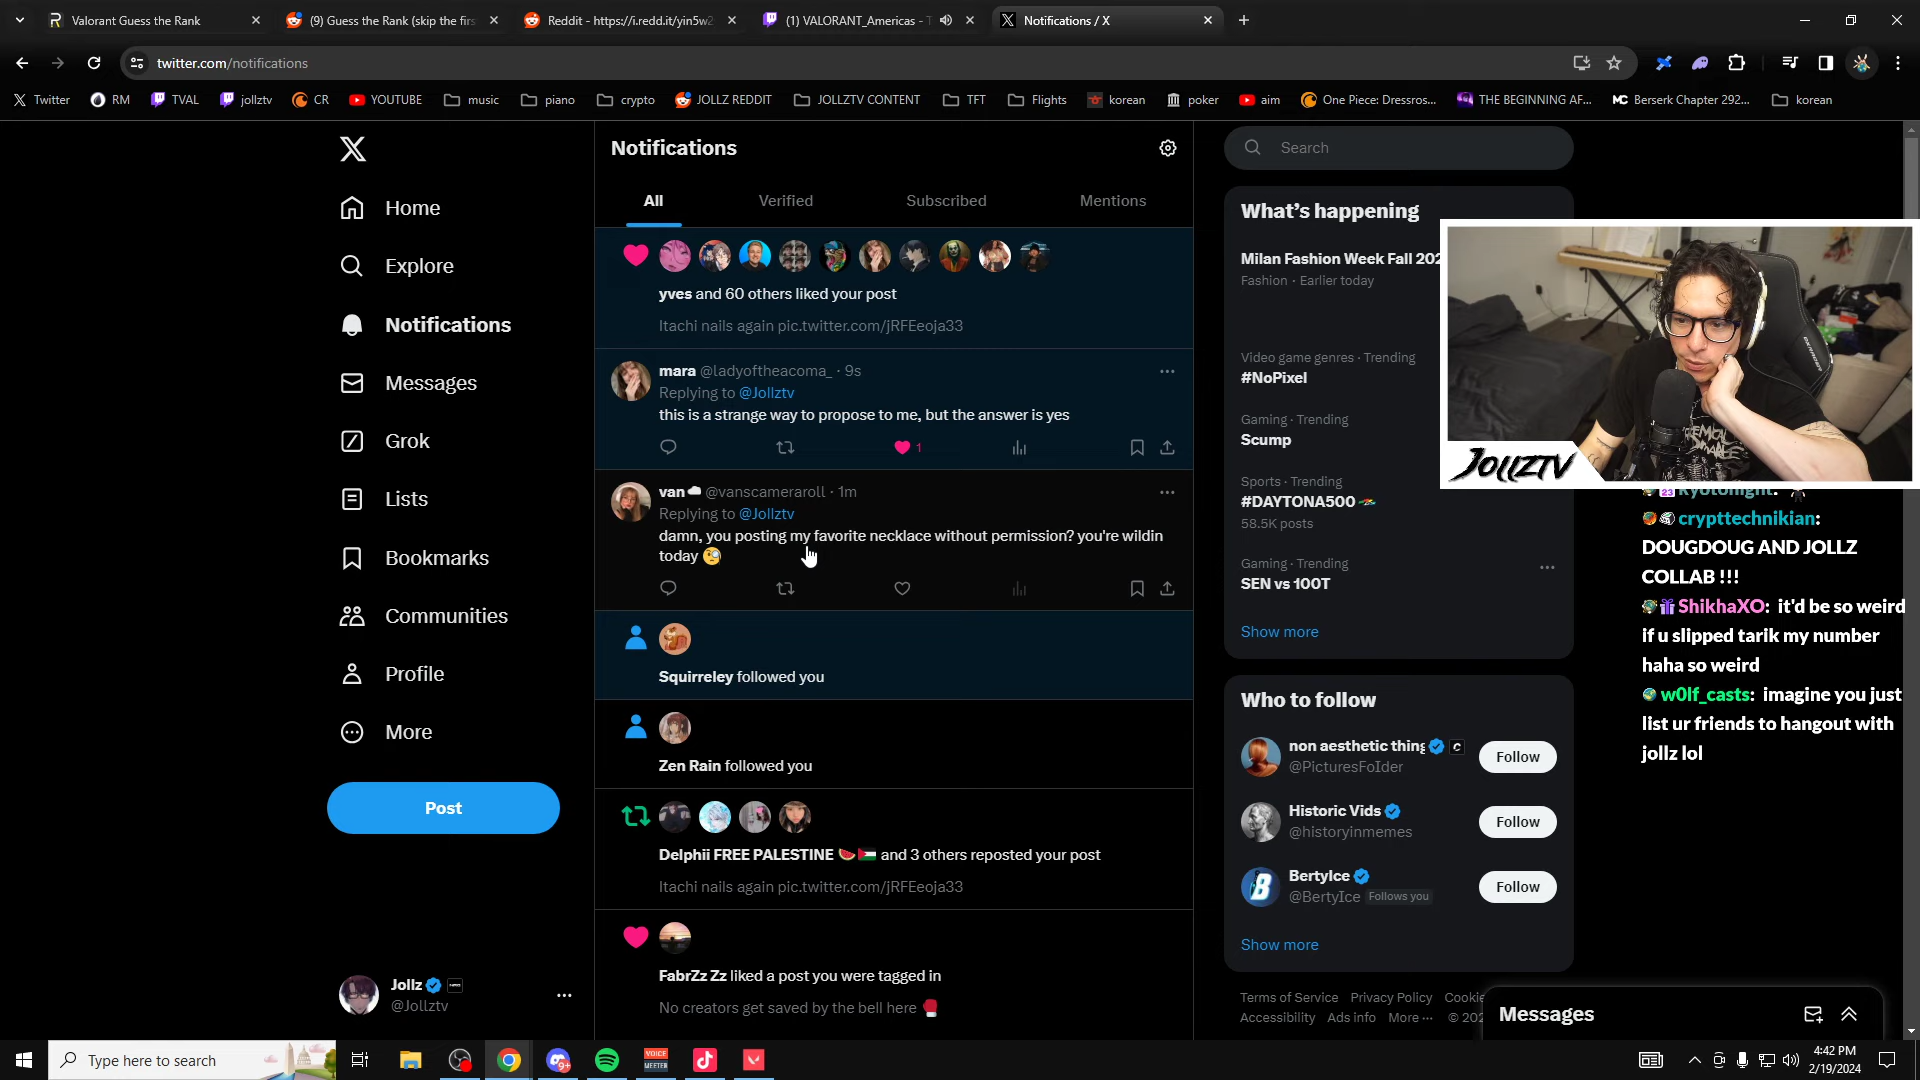 Valorant Guess the Rank
(9) Guess the Rank (skip the firs
Reddit - https://i.redd.it/yin5w2
(1) VALORANT_Americas - T
Notifications / X
twitter.com/notifications
Twitter
RM
TVAL
jollztv
CR
YOUTUBE
music
piano
crypto
JOLLZ REDDIT
JOLLZTV CONTENT
TFT
Flights
korean
poker
aim
One Piece: Dressros...
THE BEGINNING AF...
Berserk Chapter 292...
korean
Home
Explore
Notifications
Messages
Grok
Lists
Bookmarks
Communities
Profile
More
Post
Jollz
@Jollztv
Notifications
All
Verified
Subscribed
Mentions
yves and 60 others liked your post
Itachi nails again pic.twitter.com/jRFEeoja33
mara @ladyoftheacoma_ · 9s
Replying to @Jollztv
this is a strange way to propose to me, but the answer is yes
1
van☁ @vanscameraroll · 1m
Replying to @Jollztv
damn, you posting my favorite necklace without permission? you're wildin
today 🧐
Squirreley followed you
Zen Rain followed you
Delphii FREE PALESTINE 🍉🇵🇸 and 3 others reposted your post
Itachi nails again pic.twitter.com/jRFEeoja33
FabrZz Zz liked a post you were tagged in
No creators get saved by the bell here 🥊
Search
What's happening
Milan Fashion Week Fall 202
Fashion · Earlier today
Video game genres · Trending
#NoPixel
Gaming · Trending
Scump
Sports · Trending
#DAYTONA500
58.5K posts
Gaming · Trending
SEN vs 100T
Show more
Who to follow
non aesthetic thing
@PicturesFoIder
Follow
Historic Vids
@historyinmemes
Follow
BertyIce
@BertyIce Follows you
Follow
Show more
Terms of Service Privacy Policy Cookie
Accessibility Ads info More ··· © 202
Messages
JOLLZTV
crypttechnikian:
DOUGDOUG AND JOLLZ
COLLAB !!!
ShikhaXO: it'd be so weird
if u slipped tarik my number
haha so weird
w0lf_casts: imagine you just
list ur friends to hangout with
jollz lol
Type here to search
9+
VOICE
MEETER
4:42 PM
2/19/2024